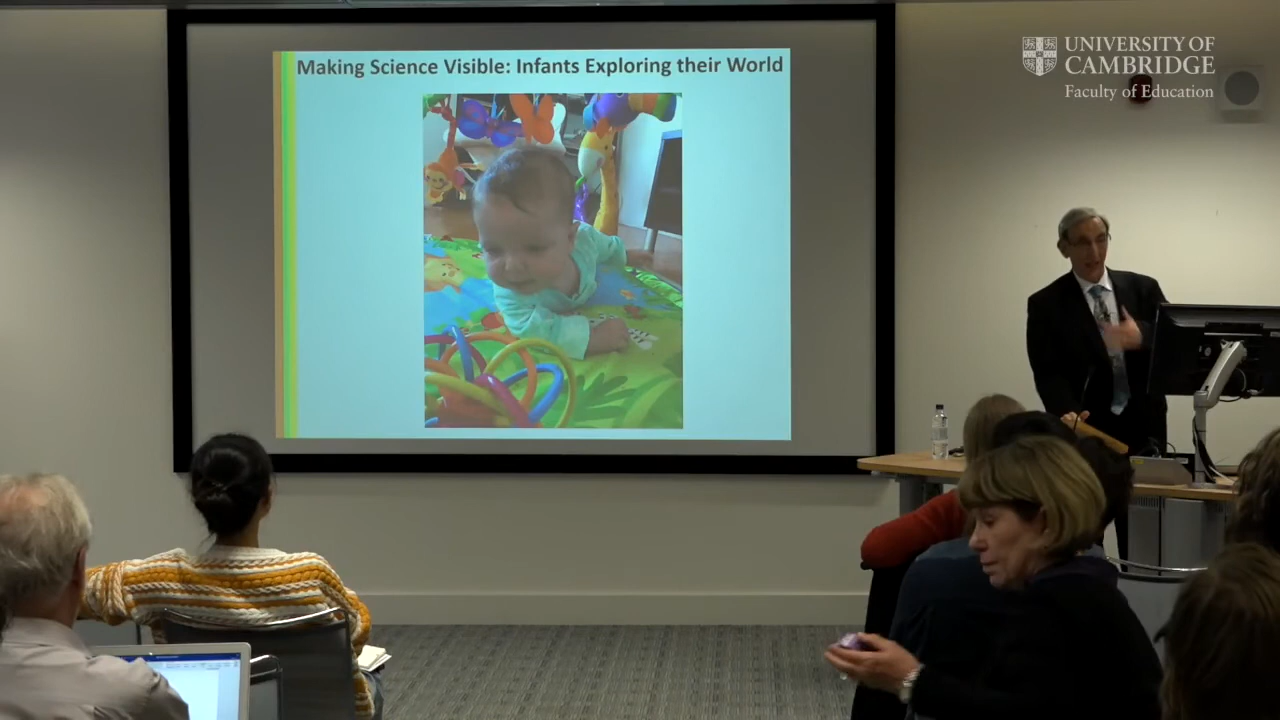 Making Science Visible: Infants Exploring their World
UNIVERSITY OF
CAMBRIDGE
Faculty of Education